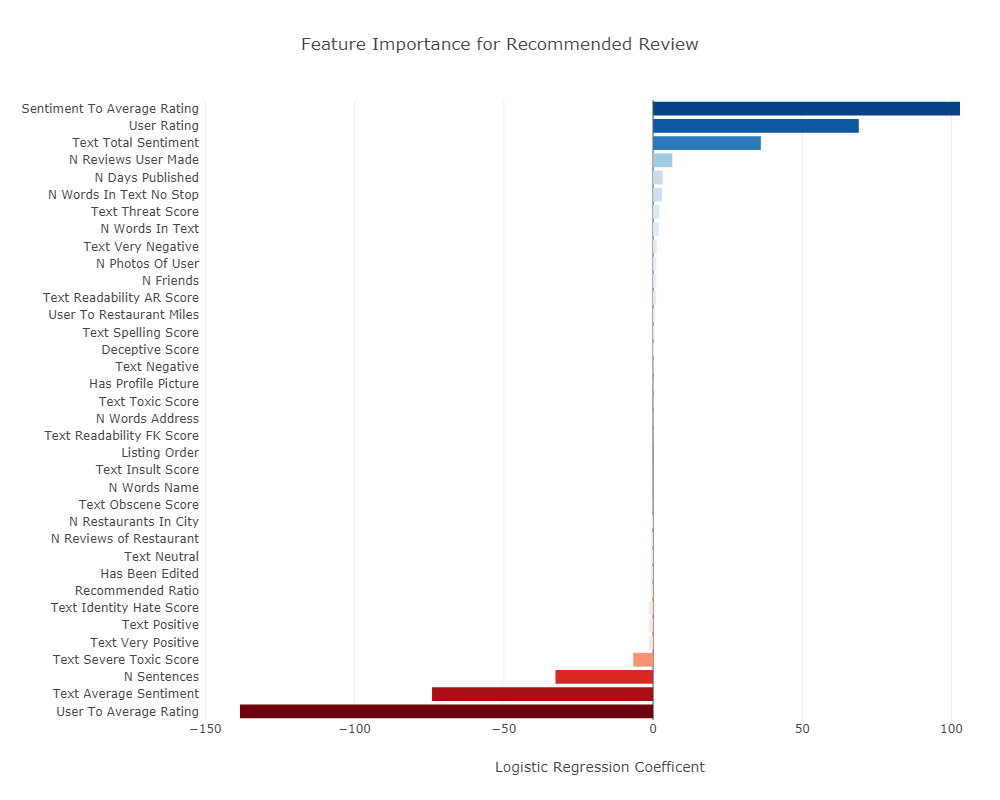 Feature Importance for Recommended Review
Sentiment To Average Rating
User Rating
Text Total Sentiment
N Reviews User Made
N Days Published
N Words In Text No Stop
Text Threat Score
N Words In Text
Text Very Negative
N Photos Of User
N Friends
Text Readability AR Score
User To Restaurant Miles
Text Spelling Score
Deceptive Score
Text Negative
Has Profile Picture
Text Toxic Score
N Words Address
Text Readability FK Score
Listing Order
Text Insult Score
N Words Name
Text Obscene Score
N Restaurants In City
N Reviews of Restaurant
Text Neutral
Has Been Edited
Recommended Ratio
Text Identity Hate Score
Text Positive
Text Very Positive
Text Severe Toxic Score
N Sentences
Text Average Sentiment
User To Average Rating
−150 −100 −50 0 50 100
Logistic Regression Coefficent